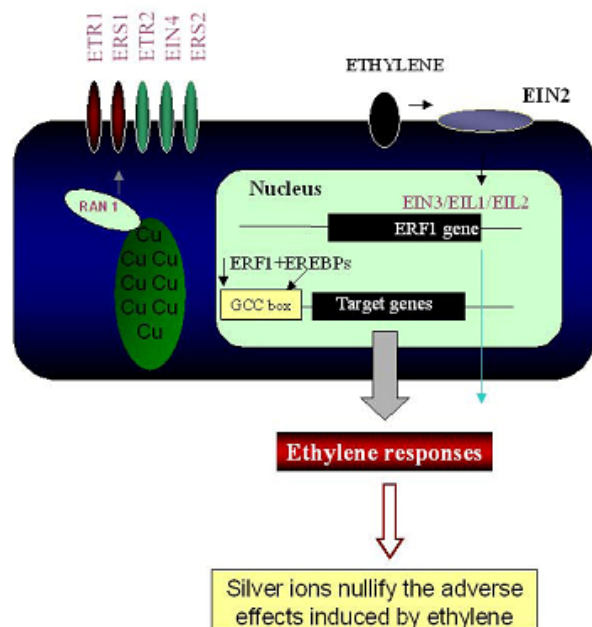 ETR1
ERS1
ETR2
EIN4
ERS2
ETHYLENE
EIN2
Nucleus
EIN3/EIL1/EIL2
RAN 1
ERF1 gene
Cu
Cu Cu
Cu Cu
Cu Cu
Cu
ERF1+EREBPs
GCC box
Target genes
Ethylene responses
Silver ions nullify the adverse
effects induced by ethylene